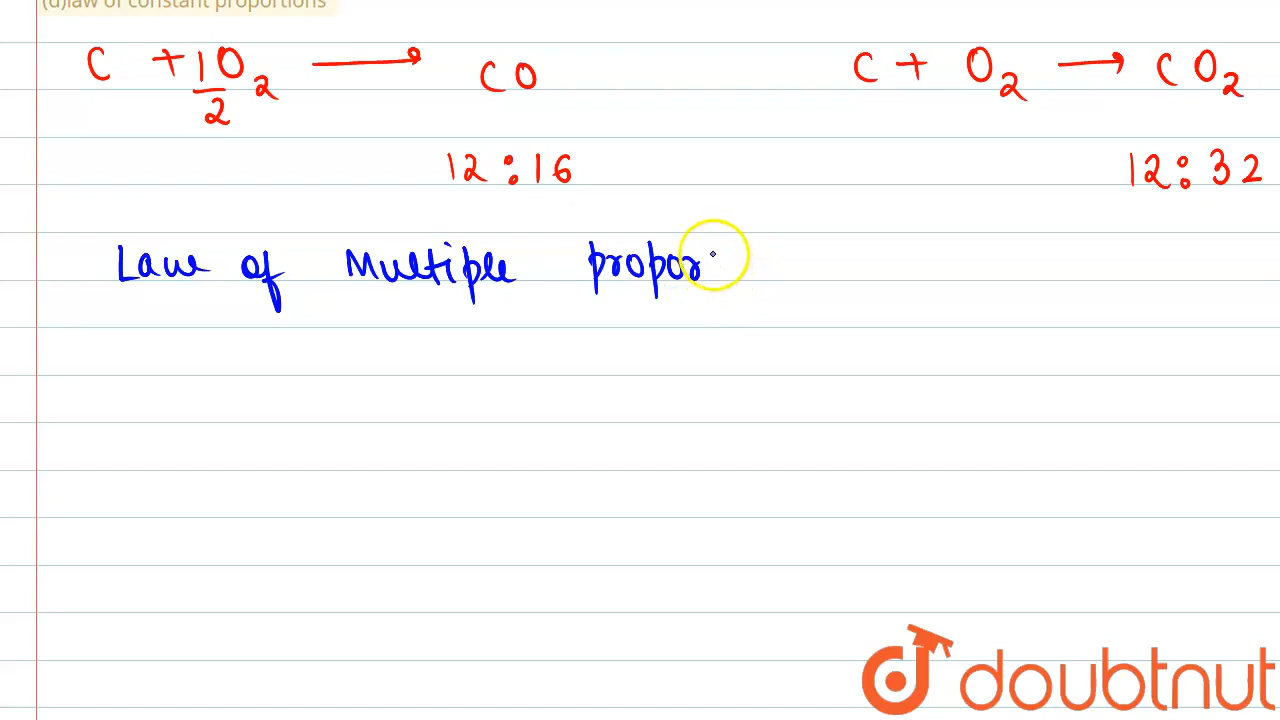 (d)law of constant proportions
C + 1/2 O₂ ⟶ CO
C + O₂ ⟶ CO₂
12 : 16
12 : 32
Law of Multiple propor
doubtnut